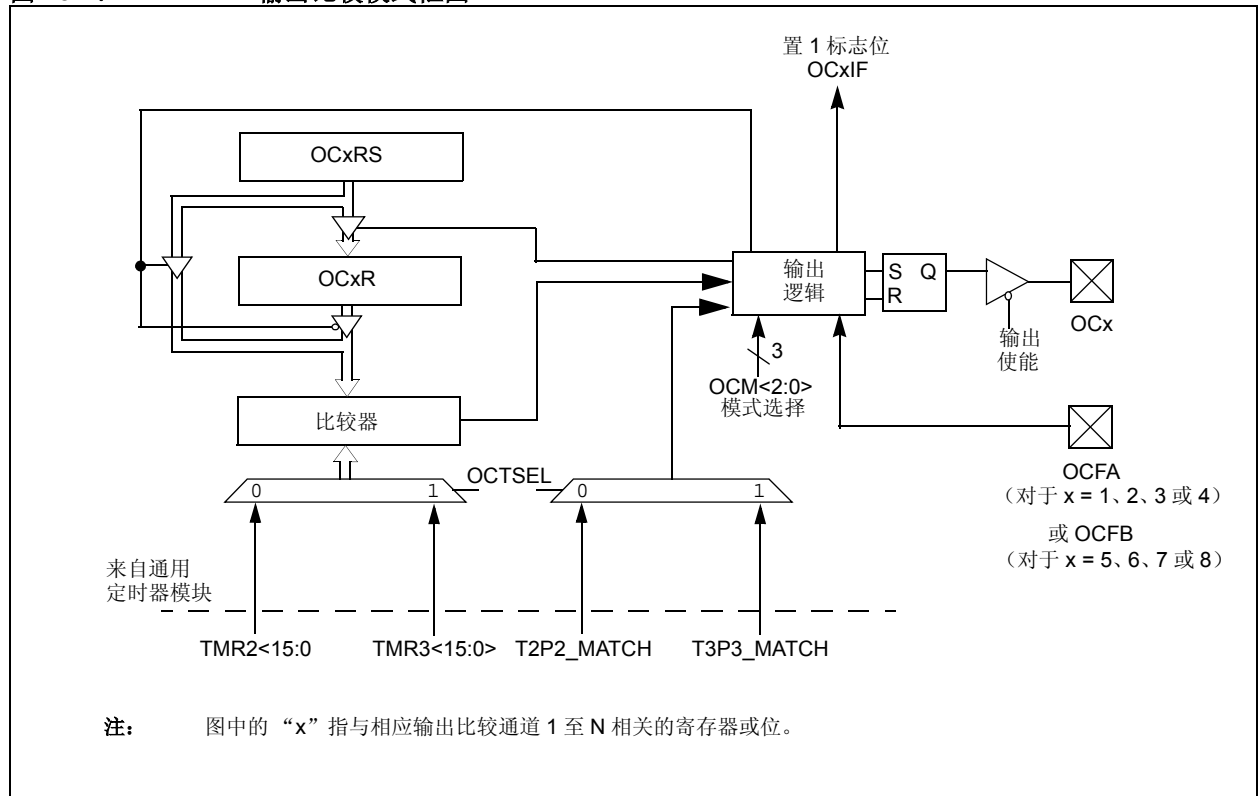 置 1 标志位
OCxIF
OCxRS
OCxR
输出
逻辑
S Q
R
OCx
输出
使能
3
OCM<2:0>
模式选择
比较器
OCTSEL
0 1
0 1
OCFA
（对于 x = 1、2、3 或 4）
或 OCFB
（对于 x = 5、6、7 或 8）
来自通用
定时器模块
TMR2<15:0 TMR3<15:0> T2P2_MATCH T3P3_MATCH
注： 图中的 “x”指与相应输出比较通道 1 至 N 相关的寄存器或位。